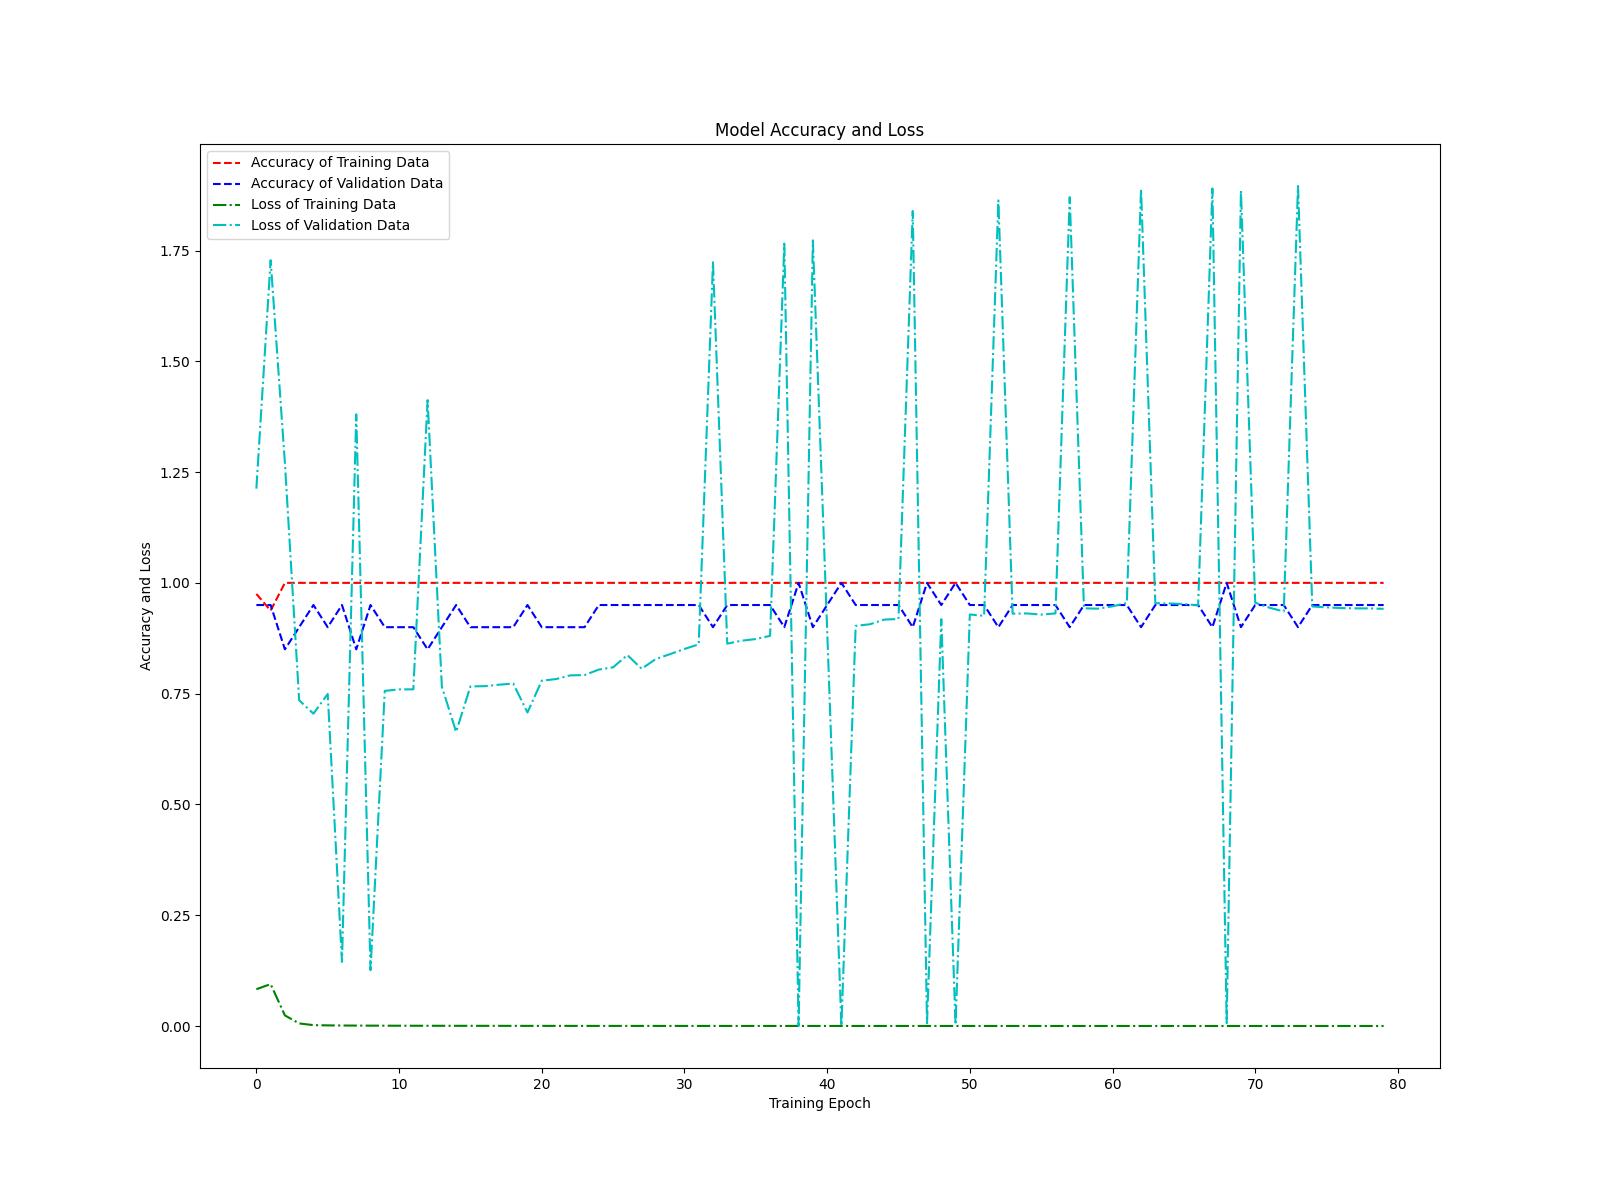 Model Accuracy and Loss
Accuracy of Training Data
Accuracy of Validation Data
Loss of Training Data
Loss of Validation Data
1.75
1.50
1.25
1.00
0.75
0.50
0.25
0.00
Accuracy and Loss
0 10 20 30 40 50 60 70 80
Training Epoch